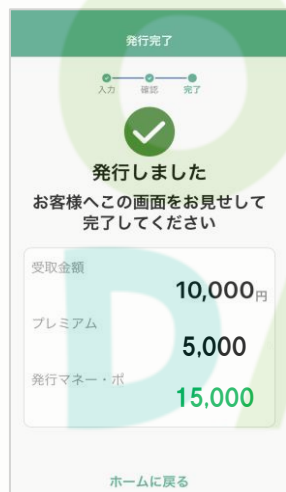 発行完了
入力 確認 完了
発行しました
お客様へこの画面をお見せして
完了してください
受取金額
10,000円
プレミアム
5,000
発行マネー・ポ
15,000
ホームに戻る